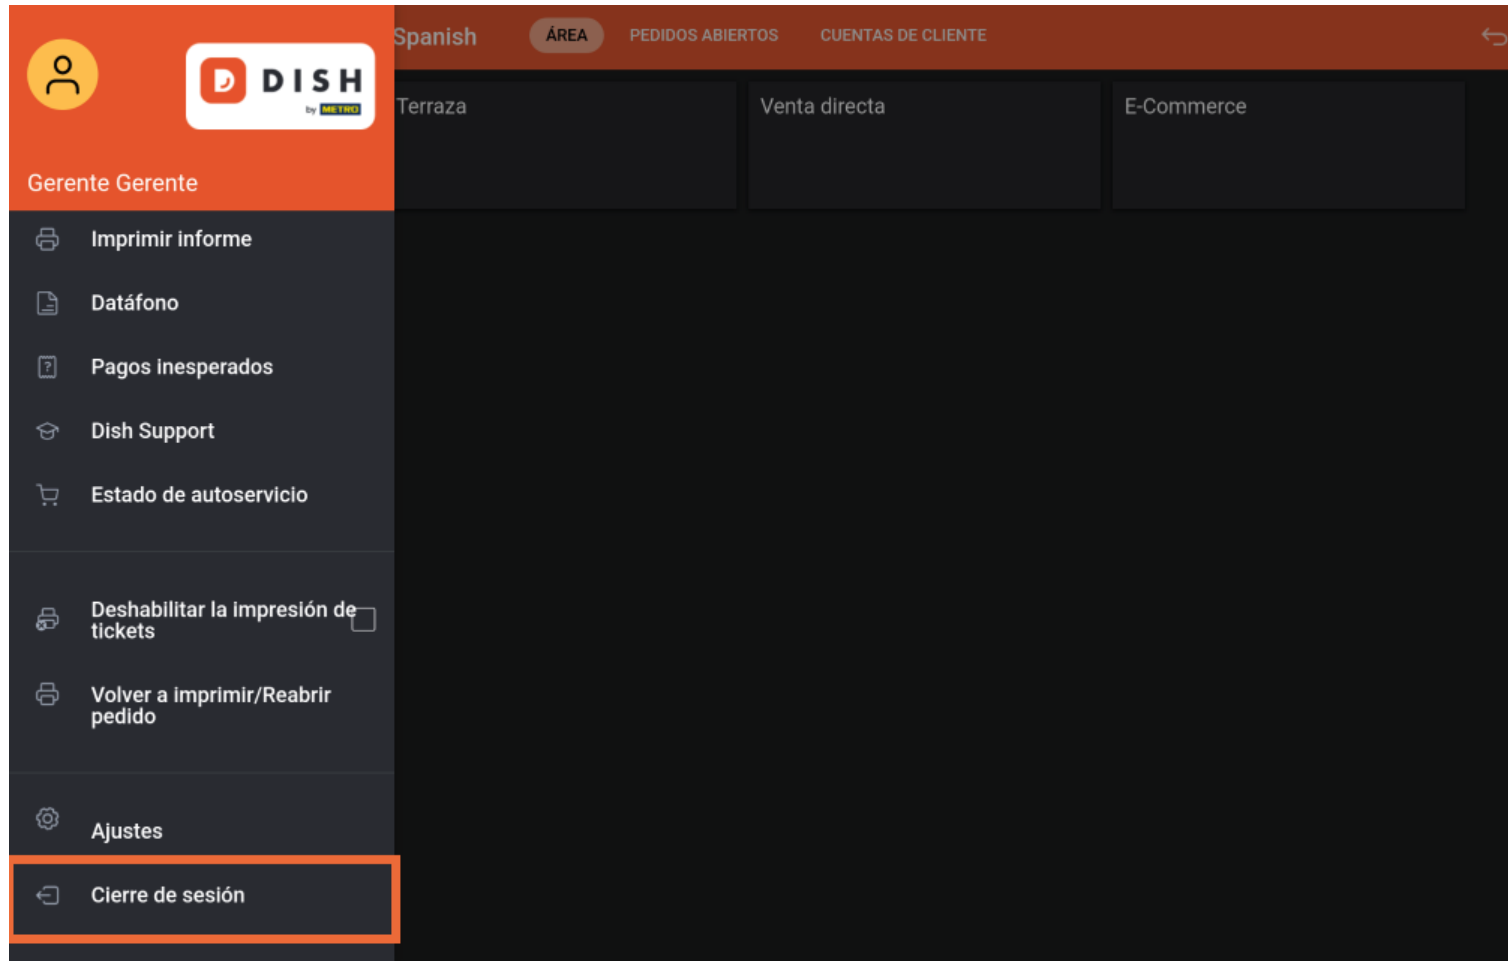 DISH
by METRO
Gerente Gerente
Imprimir informe
Datáfono
Pagos inesperados
Dish Support
Estado de autoservicio
Deshabilitar la impresión de
tickets
Volver a imprimir/Reabrir
pedido
Ajustes
Cierre de sesión
Spanish
ÁREA
PEDIDOS ABIERTOS
CUENTAS DE CLIENTE
Terraza
Venta directa
E-Commerce